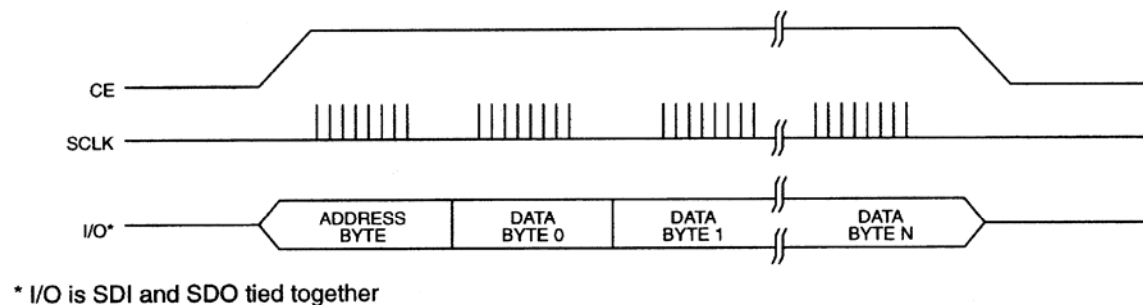 CE
SCLK
I/O*
ADDRESS
BYTE
DATA
BYTE 0
DATA
BYTE 1
DATA
BYTE N
* I/O is SDI and SDO tied together